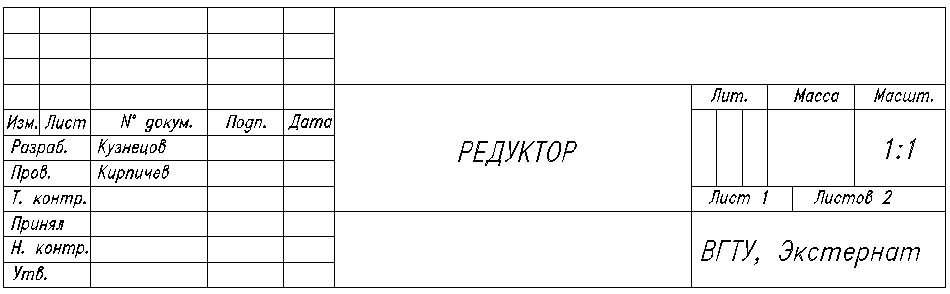 Лит. Масса Масшт.
Изм. Лист № докум. Подп. Дата
Разраб. Кузнецов
РЕДУКТОР
1:1
Пров. Кирпичев
Т. контр.
Лист 1 Листов 2
Принял
Н. контр.
ВГТУ, Экстернат
Утв.